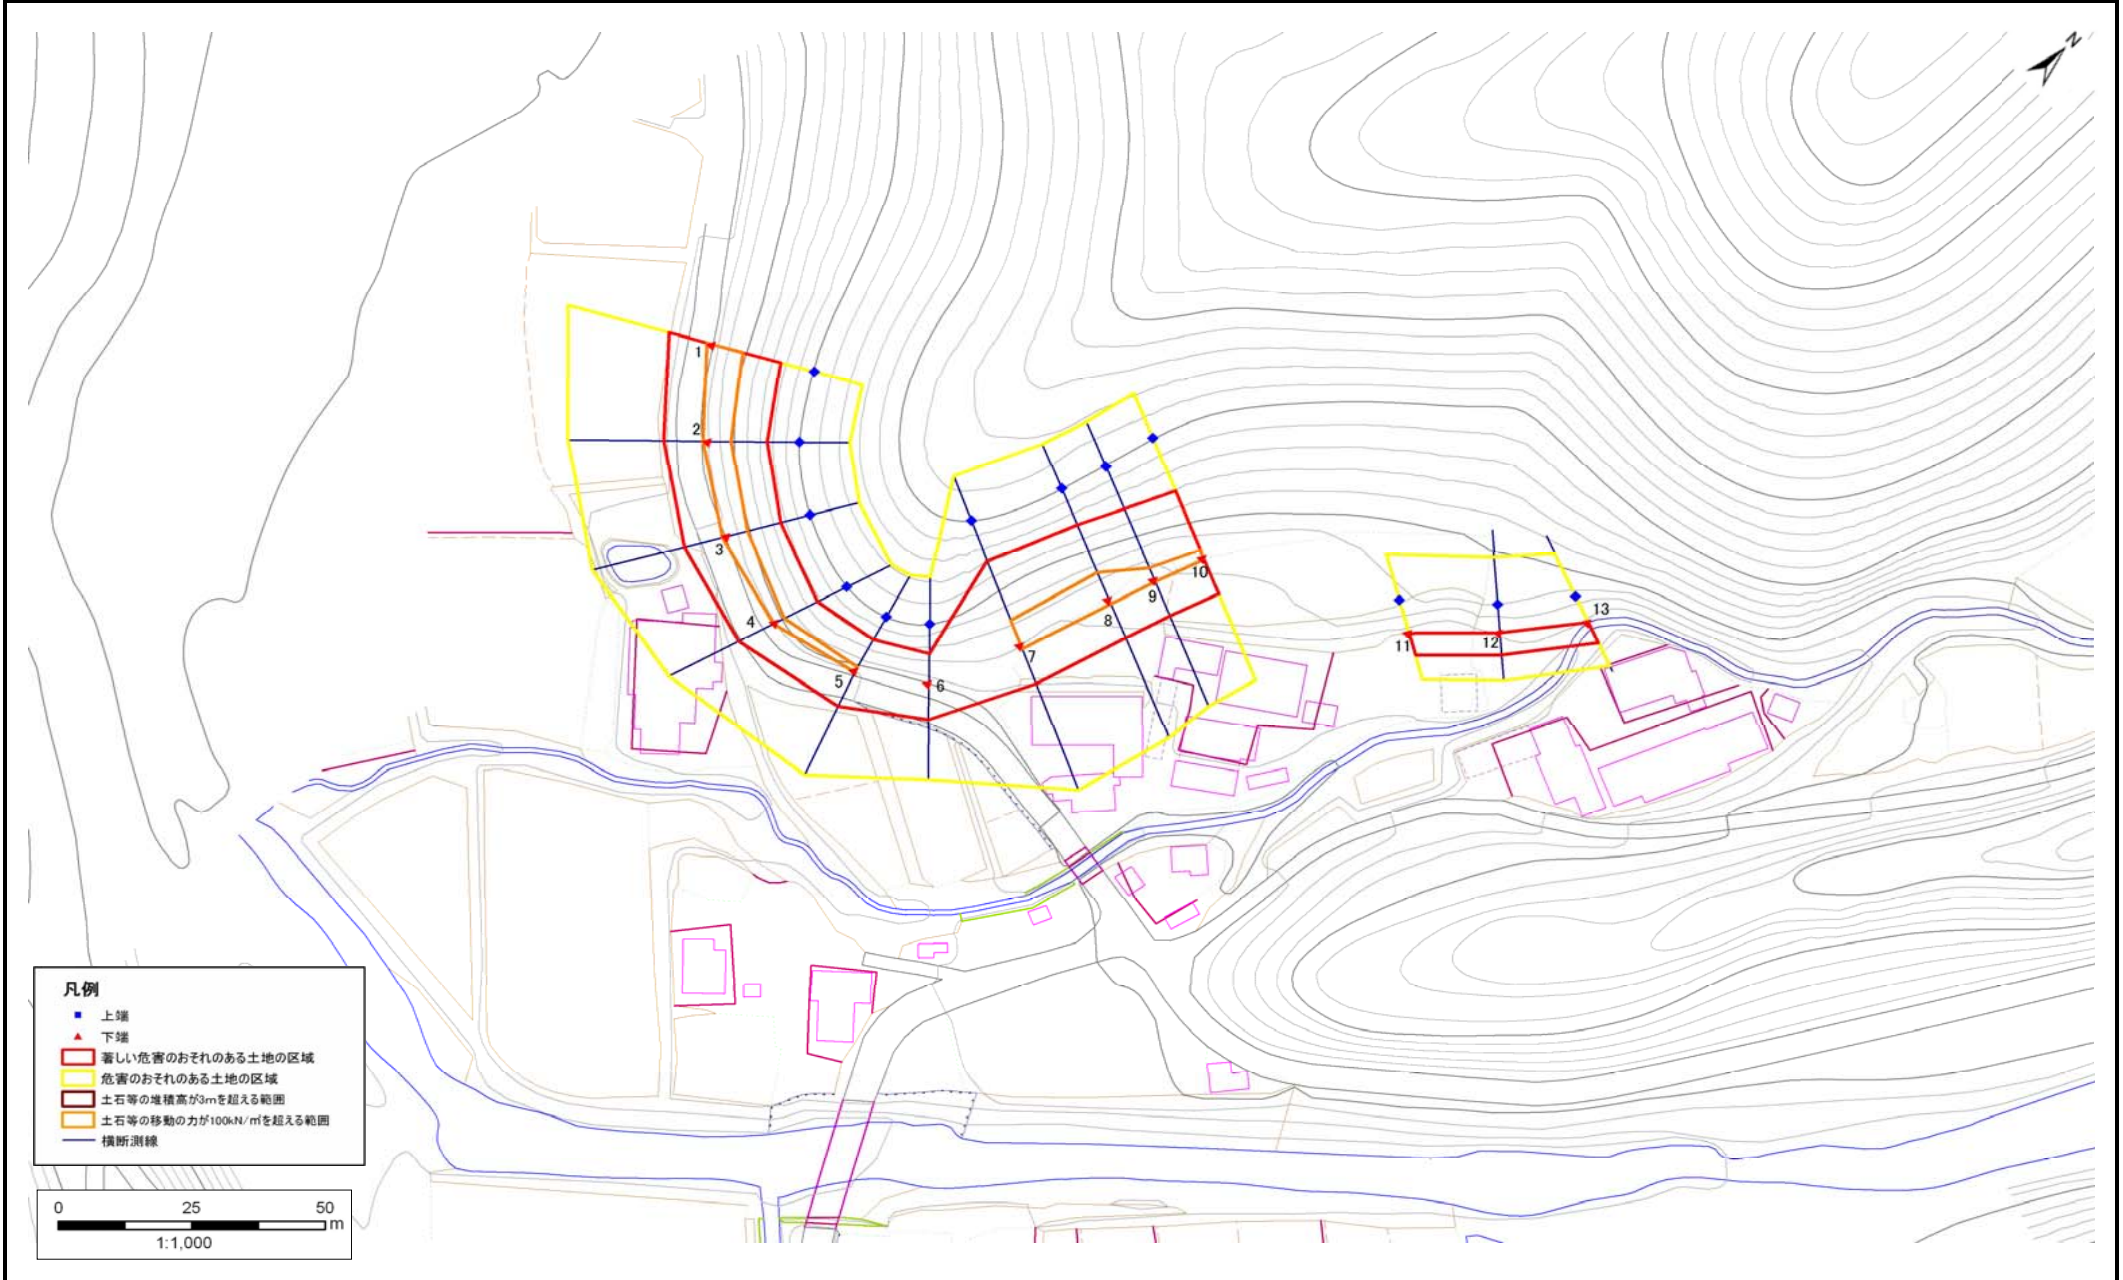 N
1
2
3
4
5
6
7
8
9
10
11
12
13
凡例
上端
下端
著しい危害のおそれのある土地の区域
危害のおそれのある土地の区域
土石等の堆積高が3mを超える範囲
土石等の移動の力が100kN/㎡を超える範囲
横断測線
0 25 50
m
1:1,000